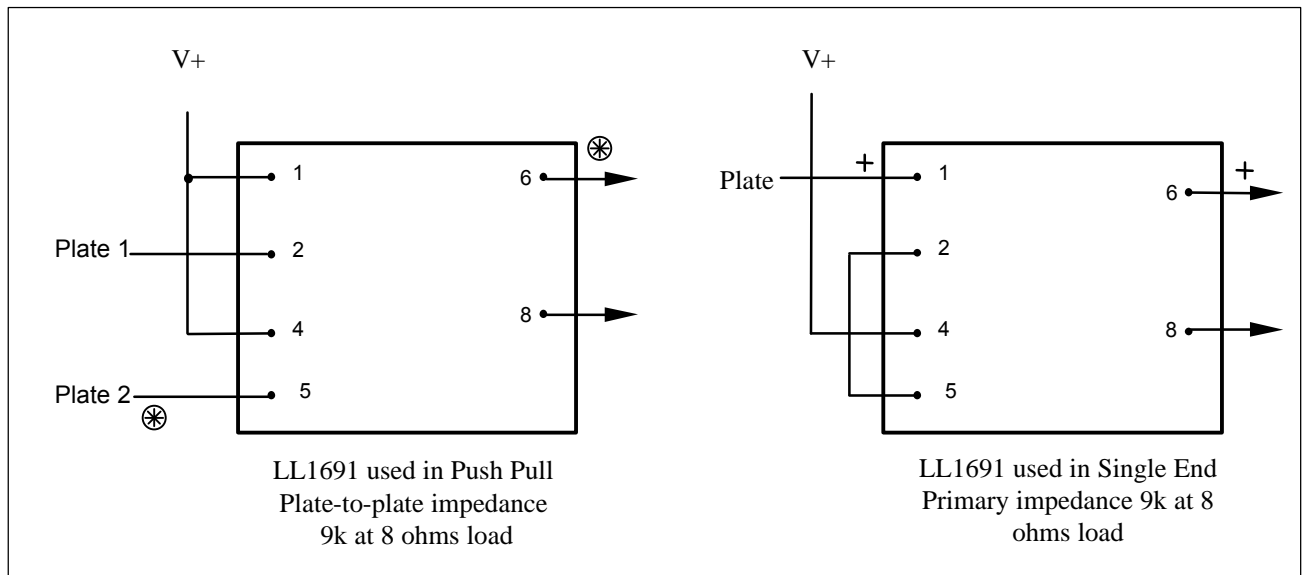 V+
1
6
Plate 1
2
4
8
Plate 2
5
LL1691 used in Push Pull
Plate-to-plate impedance
9k at 8 ohms load
V+
+
+
Plate
1
6
2
4
8
5
LL1691 used in Single End
Primary impedance 9k at 8
ohms load